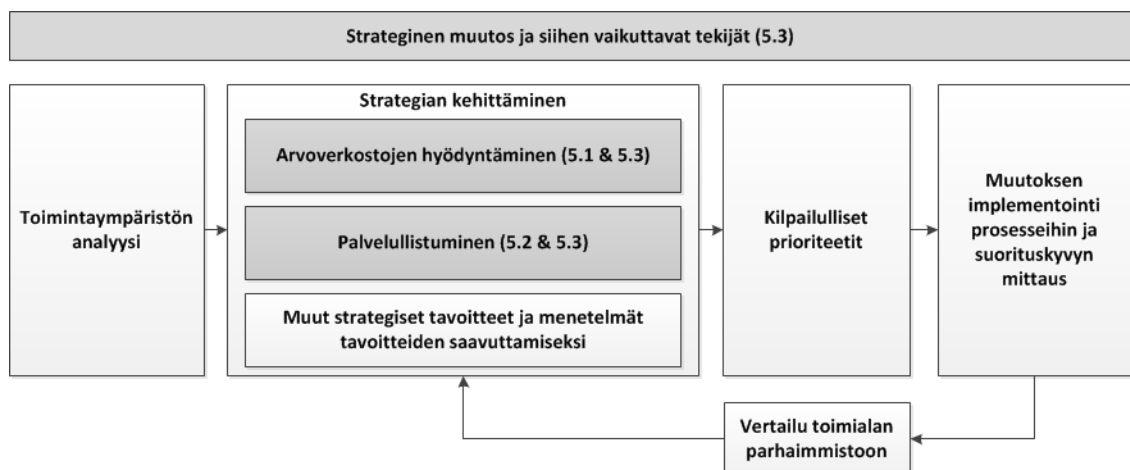 Strateginen muutos ja siihen vaikuttavat tekijät (5.3)
Toimintaympäristön
analyysi
Strategian kehittäminen
Arvoverkostojen hyödyntäminen (5.1 & 5.3)
Palvelullistuminen (5.2 & 5.3)
Muut strategiset tavoitteet ja menetelmät
tavoitteiden saavuttamiseksi
Kilpailulliset
prioriteetit
Muutoksen
implementointi
prosesseihin ja
suorituskyvyn
mittaus
Vertailu toimialan
parhaimmistoon